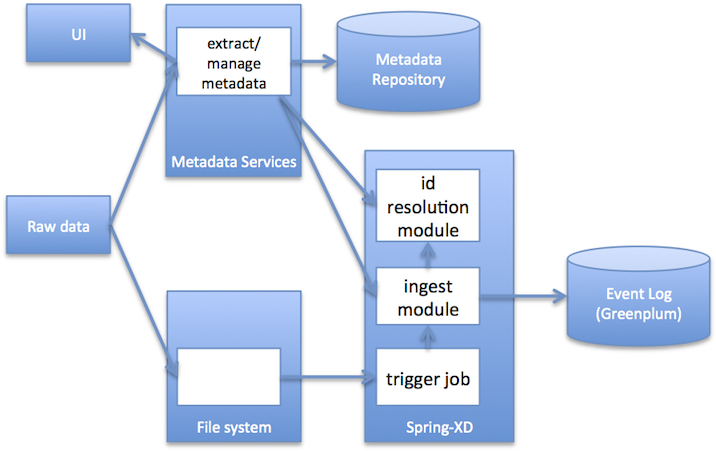 UI
extract/
manage
metadata
Metadata Services
Metadata
Repository
Raw data
id
resolution
module
ingest
module
trigger job
Spring-XD
File system
Event Log
(Greenplum)